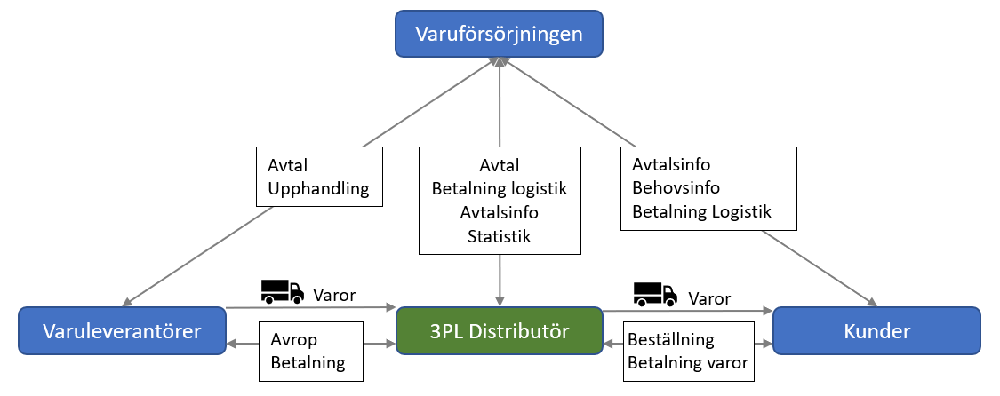 Varuförsörjningen
Avtal
Upphandling
Avtal
Betalning logistik
Avtalsinfo
Statistik
Avtalsinfo
Behovsinfo
Betalning Logistik
Varor
Varor
Varuleverantörer
3PL Distributör
Kunder
Avrop
Betalning
Beställning
Betalning varor